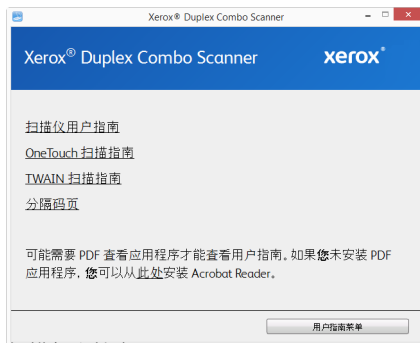 Xerox® Duplex Combo Scanner
Xerox® Duplex Combo Scanner
xerox®
扫描仪用户指南
OneTouch 扫描指南
TWAIN 扫描指南
分隔码页
可能需要 PDF 查看应用程序才能查看用户指南。如果您未安装 PDF
应用程序, 您可以从此处安装 Acrobat Reader。
用户指南菜单